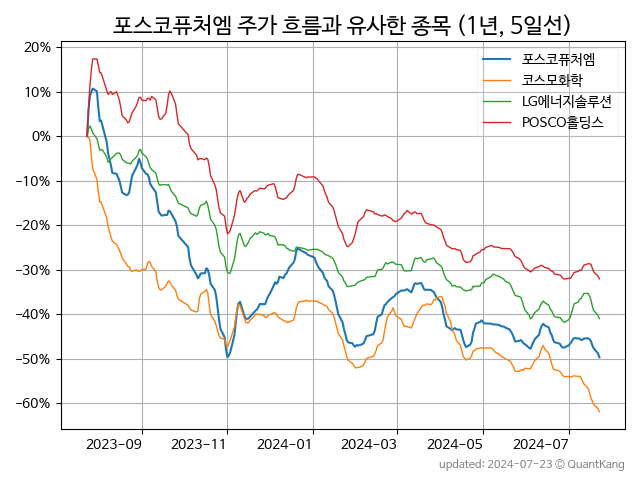 포스코퓨처엠 주가 흐름과 유사한 종목 (1년, 5일선)
20%
10%
0%
−10%
−20%
−30%
−40%
−50%
−60%
포스코퓨처엠
코스모화학
LG에너지솔루션
POSCO홀딩스
2023-09
2023-11
2024-01
2024-03
2024-05
2024-07
updated: 2024-07-23 © QuantKang